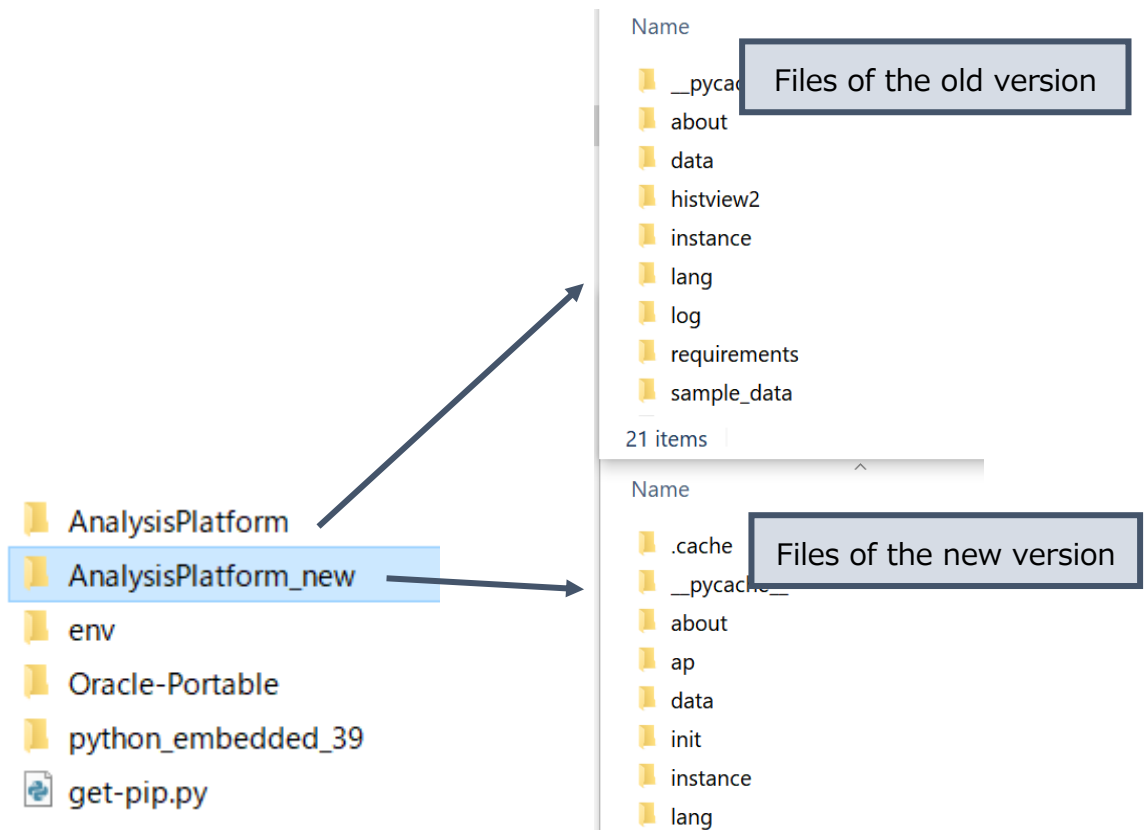 AnalysisPlatform
AnalysisPlatform_new
env
Oracle-Portable
python_embedded_39
get-pip.py
Name
Files of the old version
__pycac
about
data
histview2
instance
lang
log
requirements
sample_data
21 items
Name
Files of the new version
.cache
__pycache__
about
ap
data
init
instance
lang